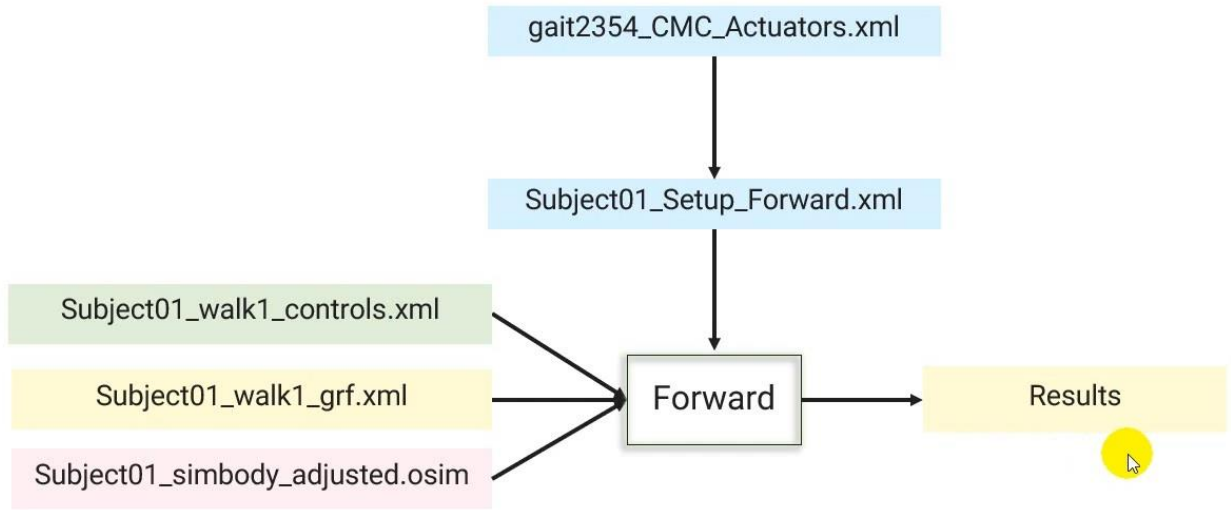 gait2354_CMC_Actuators.xml
Subject01_Setup_Forward.xml
Subject01_walk1_controls.xml
Subject01_walk1_grf.xml
Subject01_simbody_adjusted.osim
Forward
Results